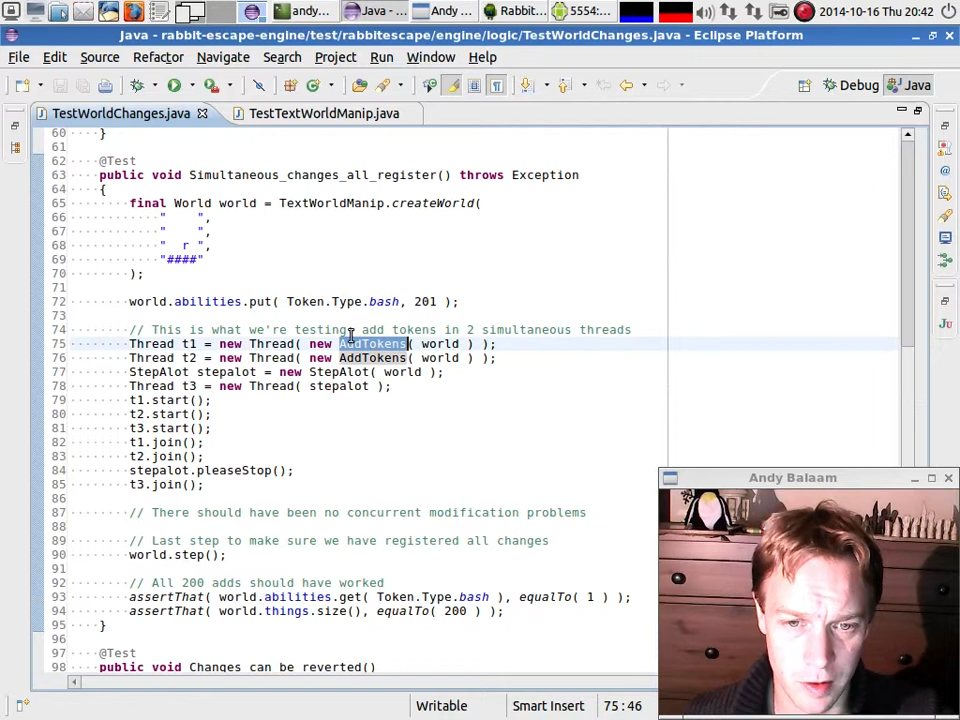 andy...
Java - ...
Andy ...
Rabbit...
5554:...
2014-10-16 Thu 20:42
Java - rabbit-escape-engine/test/rabbitescape/engine/logic/TestWorldChanges.java - Eclipse Platform
File Edit Source Refactor Navigate Search Project Run Window Help
Debug Java
TestWorldChanges.java TestTextWorldManip.java
60 }
61
62 @Test
63 public void Simultaneous_changes_all_register() throws Exception
64 {
65 final World world = TextWorldManip.createWorld(
66 "     ",
67 "     ",
68 "   r ",
69 "####"
70 );
71
72 world.abilities.put( Token.Type.bash, 201 );
73
74 // This is what we're testing, add tokens in 2 simultaneous threads
75 Thread t1 = new Thread( new AddTokens( world ) );
76 Thread t2 = new Thread( new AddTokens( world ) );
77 StepAlot stepalot = new StepAlot( world );
78 Thread t3 = new Thread( stepalot );
79 t1.start();
80 t2.start();
81 t3.start();
82 t1.join();
83 t2.join();
84 stepalot.pleaseStop();
85 t3.join();
86
87 // There should have been no concurrent modification problems
88
89 // Last step to make sure we have registered all changes
90 world.step();
91
92 // All 200 adds should have worked
93 assertThat( world.abilities.get( Token.Type.bash ), equalTo( 1 ) );
94 assertThat( world.things.size(), equalTo( 200 ) );
95 }
96
97 @Test
98 public void Changes_can_be_reverted()
Andy Balaam
Writable Smart Insert 75:46